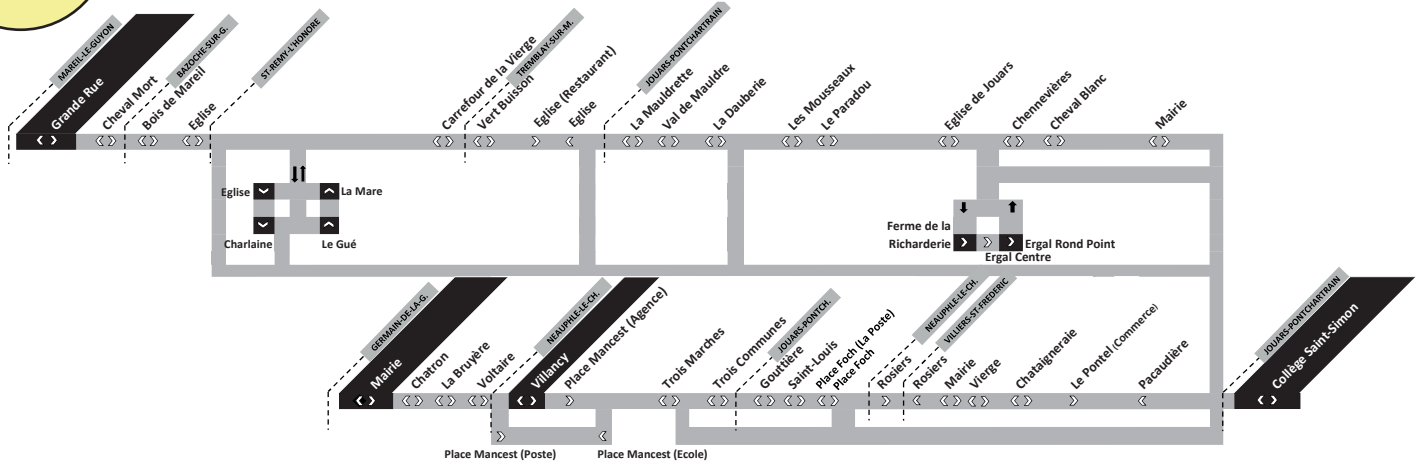 MAREIL-LE-GUYON
Grande Rue
Cheval Mort
BAZOCHE-SUR-G.
Bois de Mareil
Eglise
ST-REMY-L'HONORE
Carrefour de la Vierge
TREMBLAY-SUR-M.
Vert Buisson
Eglise (Restaurant)
Eglise
JOUARS-PONTCHARTRAIN
La Mauldrette
Val de Mauldre
La Dauberie
Les Mousseaux
Le Paradou
Eglise de Jouars
Chennevières
Cheval Blanc
Mairie
Eglise
La Mare
Charlaine
Le Gué
Ferme de la
Richarderie
Ergal Rond Point
Ergal Centre
GERMAIN-DE-LA-G.
Mairie
Chatron
La Bruyère
Voltaire
NEAUPHLE-LE-CH.
Villancy
Place Mancest (Agence)
Trois Marches
Trois Communes
JOUARS-PONTCH.
Gouttière
Saint-Louis
Place Foch (La Poste)
Place Foch
Rosiers
NEAUPHLE-LE-CH.
VILLIERS-ST-FREDERIC
Rosiers
Mairie
Vierge
Chataigneraie
Le Pontel (Commerce)
Pacaudière
JOUARS-PONTCHARTRAIN
Collège Saint-Simon
Place Mancest (Poste)
Place Mancest (Ecole)